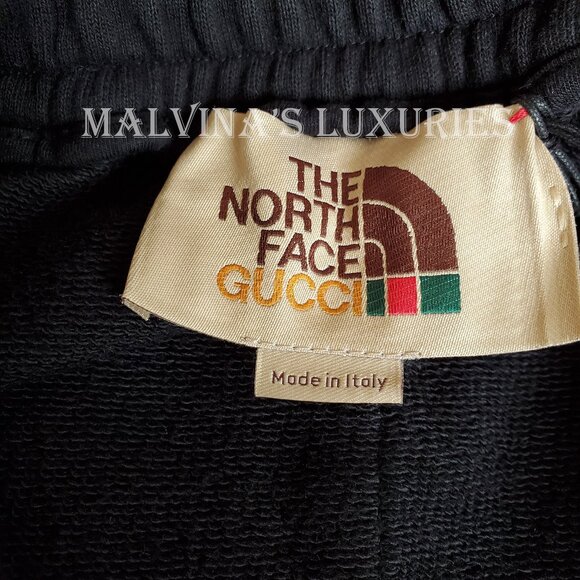 MALVINA'S LUXURIES
THE
NORTH
FACE
GUCCI
Made in Italy